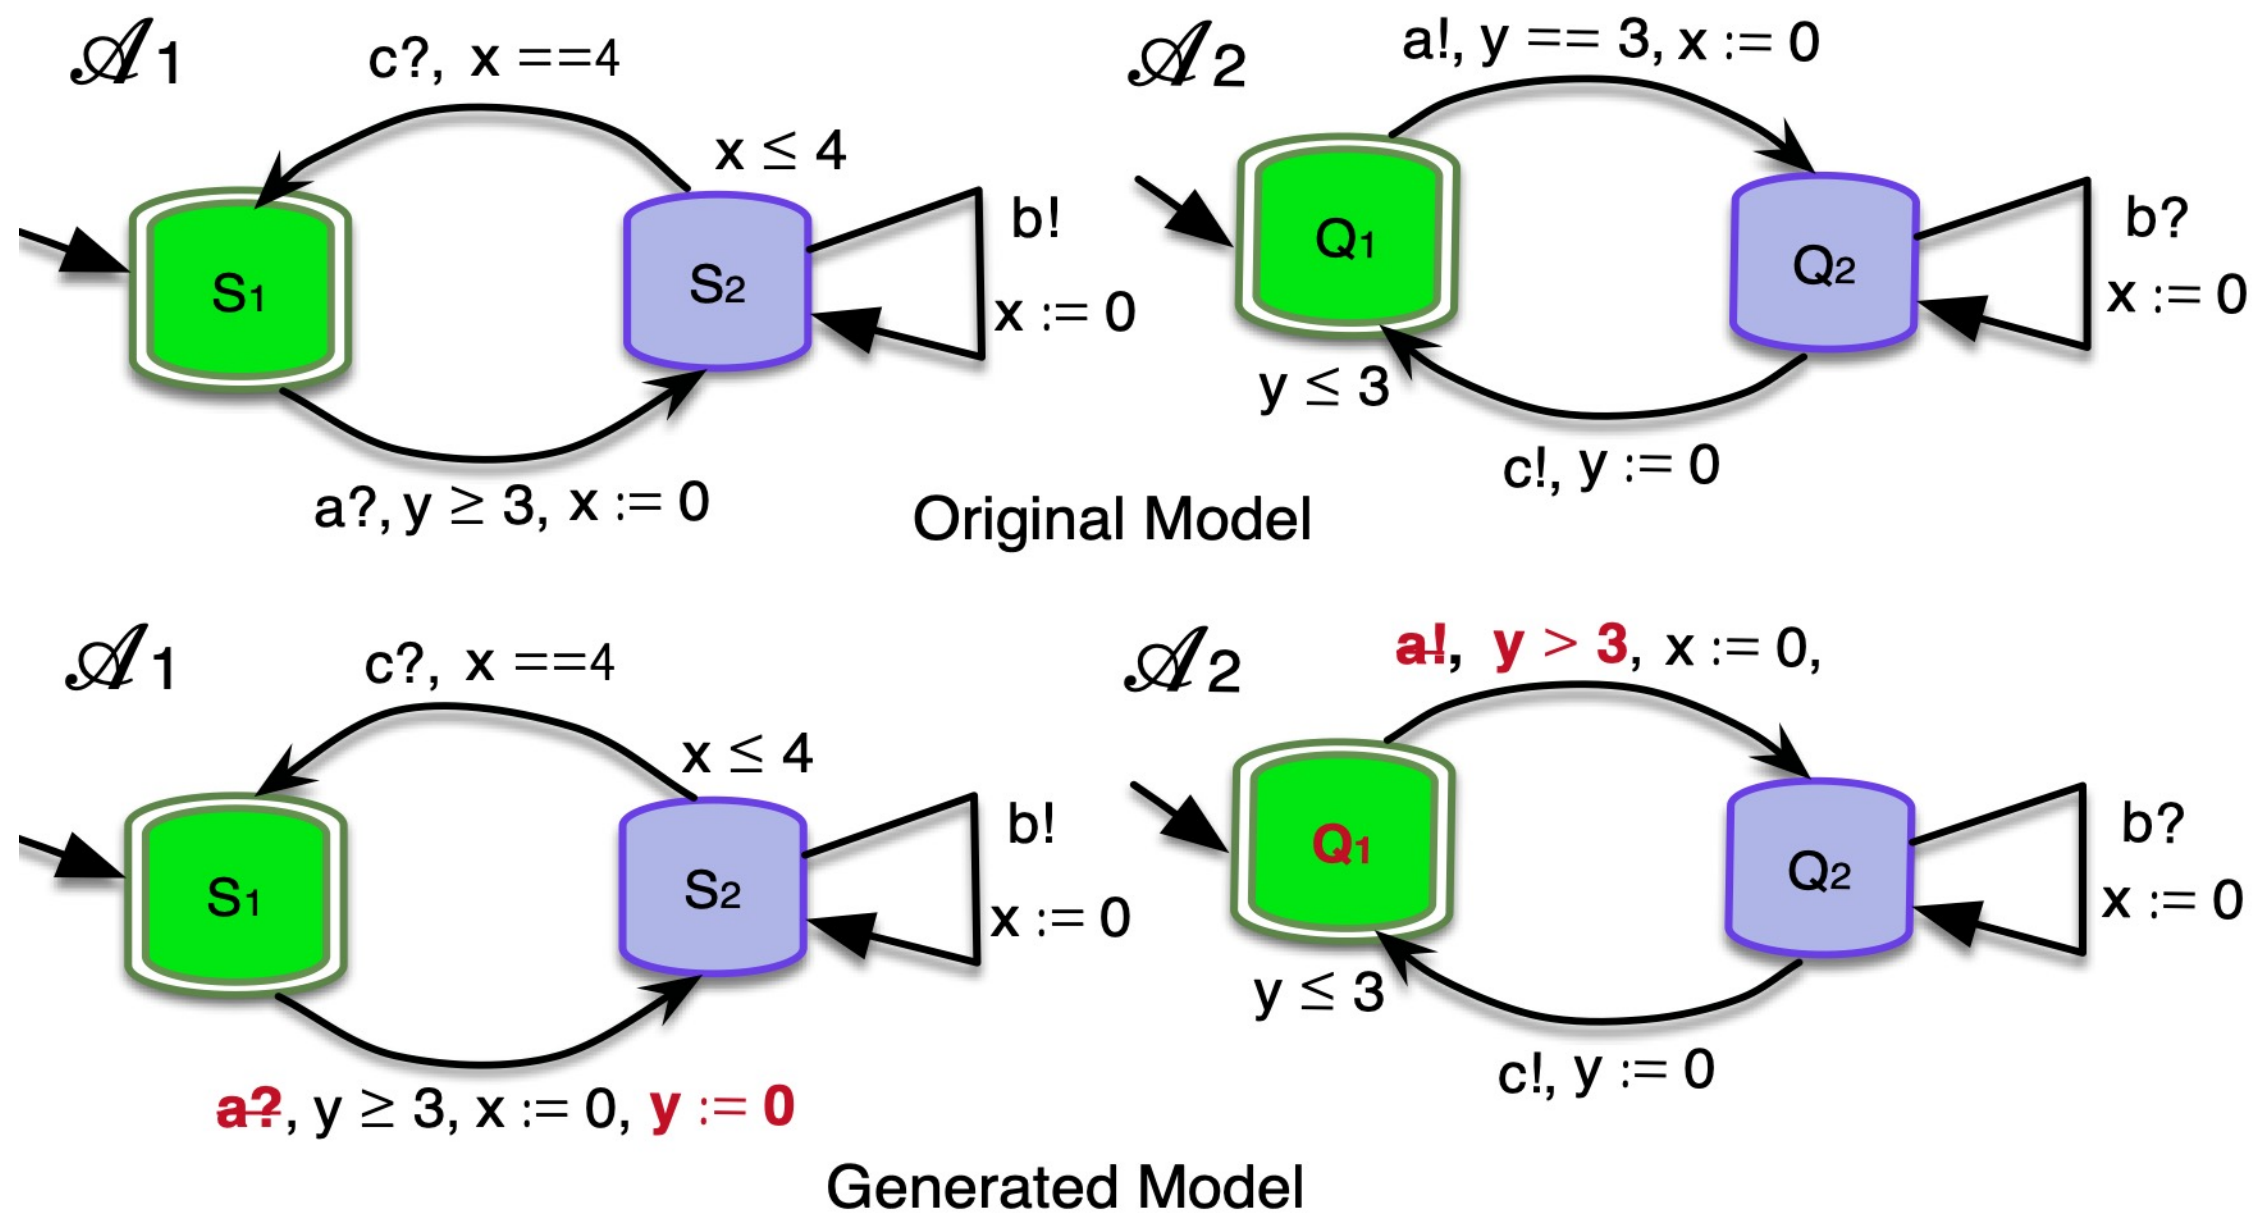 𝒜1
c?, x ==4
x ≤ 4
S1
S2
b!
x := 0
a?, y ≥ 3, x := 0
𝒜2
a!, y == 3, x := 0
Q1
Q2
b?
x := 0
y ≤ 3
c!, y := 0
Original Model
𝒜1
c?, x ==4
x ≤ 4
S1
S2
b!
x := 0
a?, y ≥ 3, x := 0, y := 0
𝒜2
a!, y > 3, x := 0,
Q1
Q2
b?
x := 0
y ≤ 3
c!, y := 0
Generated Model